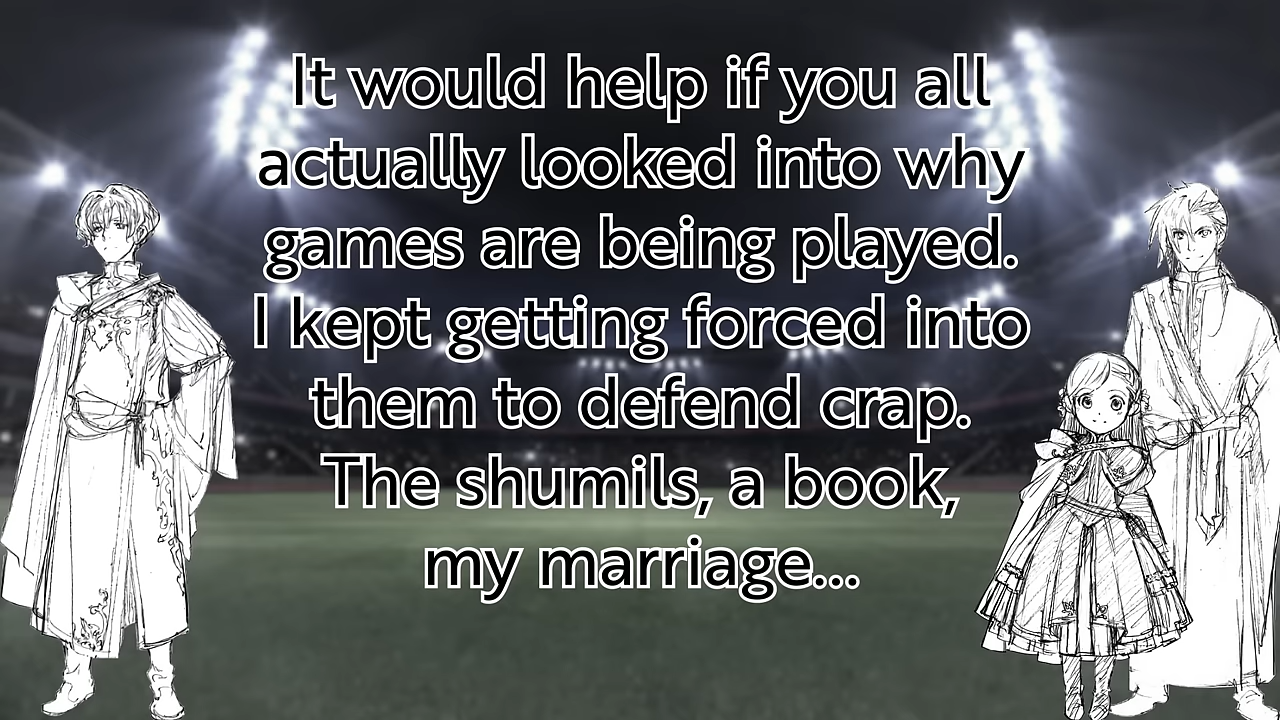 It would help if you all
actually looked into why
games are being played.
I kept getting forced into
them to defend crap.
The shumils, a book,
my marriage...